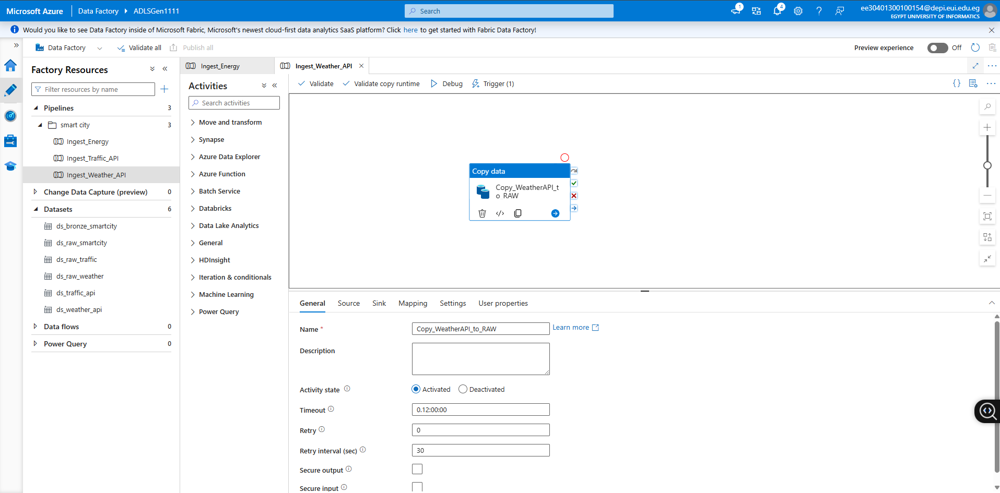 Microsoft Azure
Data Factory
ADLSGen1111
Search
1
4
ee30401300100154@depi.eui.edu.eg
EGYPT UNIVERSITY OF INFORMATICS
Would you like to see Data Factory inside of Microsoft Fabric, Microsoft's newest cloud-first data analytics SaaS platform? Click here to get started with Fabric Data Factory!
Data Factory
Validate all
Publish all
Preview experience
Off
Factory Resources
Filter resources by name
Pipelines 3
smart city 3
Ingest_Energy
Ingest_Traffic_API
Ingest_Weather_API
Change Data Capture (preview) 0
Datasets 6
ds_bronze_smartcity
ds_raw_smartcity
ds_raw_traffic
ds_raw_weather
ds_traffic_api
ds_weather_api
Data flows 0
Power Query 0
Ingest_Energy
Ingest_Weather_API
Activities
Search activities
Move and transform
Synapse
Azure Data Explorer
Azure Function
Batch Service
Databricks
Data Lake Analytics
General
HDInsight
Iteration & conditionals
Machine Learning
Power Query
Validate
Validate copy runtime
Debug
Trigger (1)
Copy data
Copy_WeatherAPI_t
o_RAW
General
Source
Sink
Mapping
Settings
User properties
Name *
Copy_WeatherAPI_to_RAW
Learn more
Description
Activity state
Activated
Deactivated
Timeout
0.12:00:00
Retry
0
Retry interval (sec)
30
Secure output
Secure input